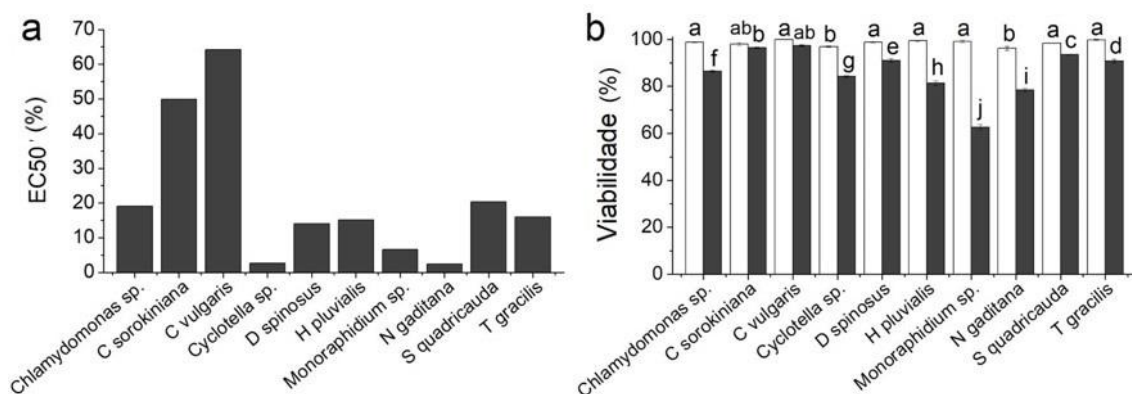 a
EC50' (%)
70
60
50
40
30
20
10
0
Chlamydomonas sp.
C sorokiniana
C vulgaris
Cyclotella sp.
D spinosus
H pluvialis
Monoraphidium sp.
N gaditana
S quadricauda
T gracilis
b
Viabilidade (%)
100
80
60
40
20
0
a f ab b a ab b g a e a h a j b i a c a d
Chlamydomonas sp.
C sorokiniana
C vulgaris
Cyclotella sp.
D spinosus
H pluvialis
Monoraphidium sp.
N gaditana
S quadricauda
T gracilis